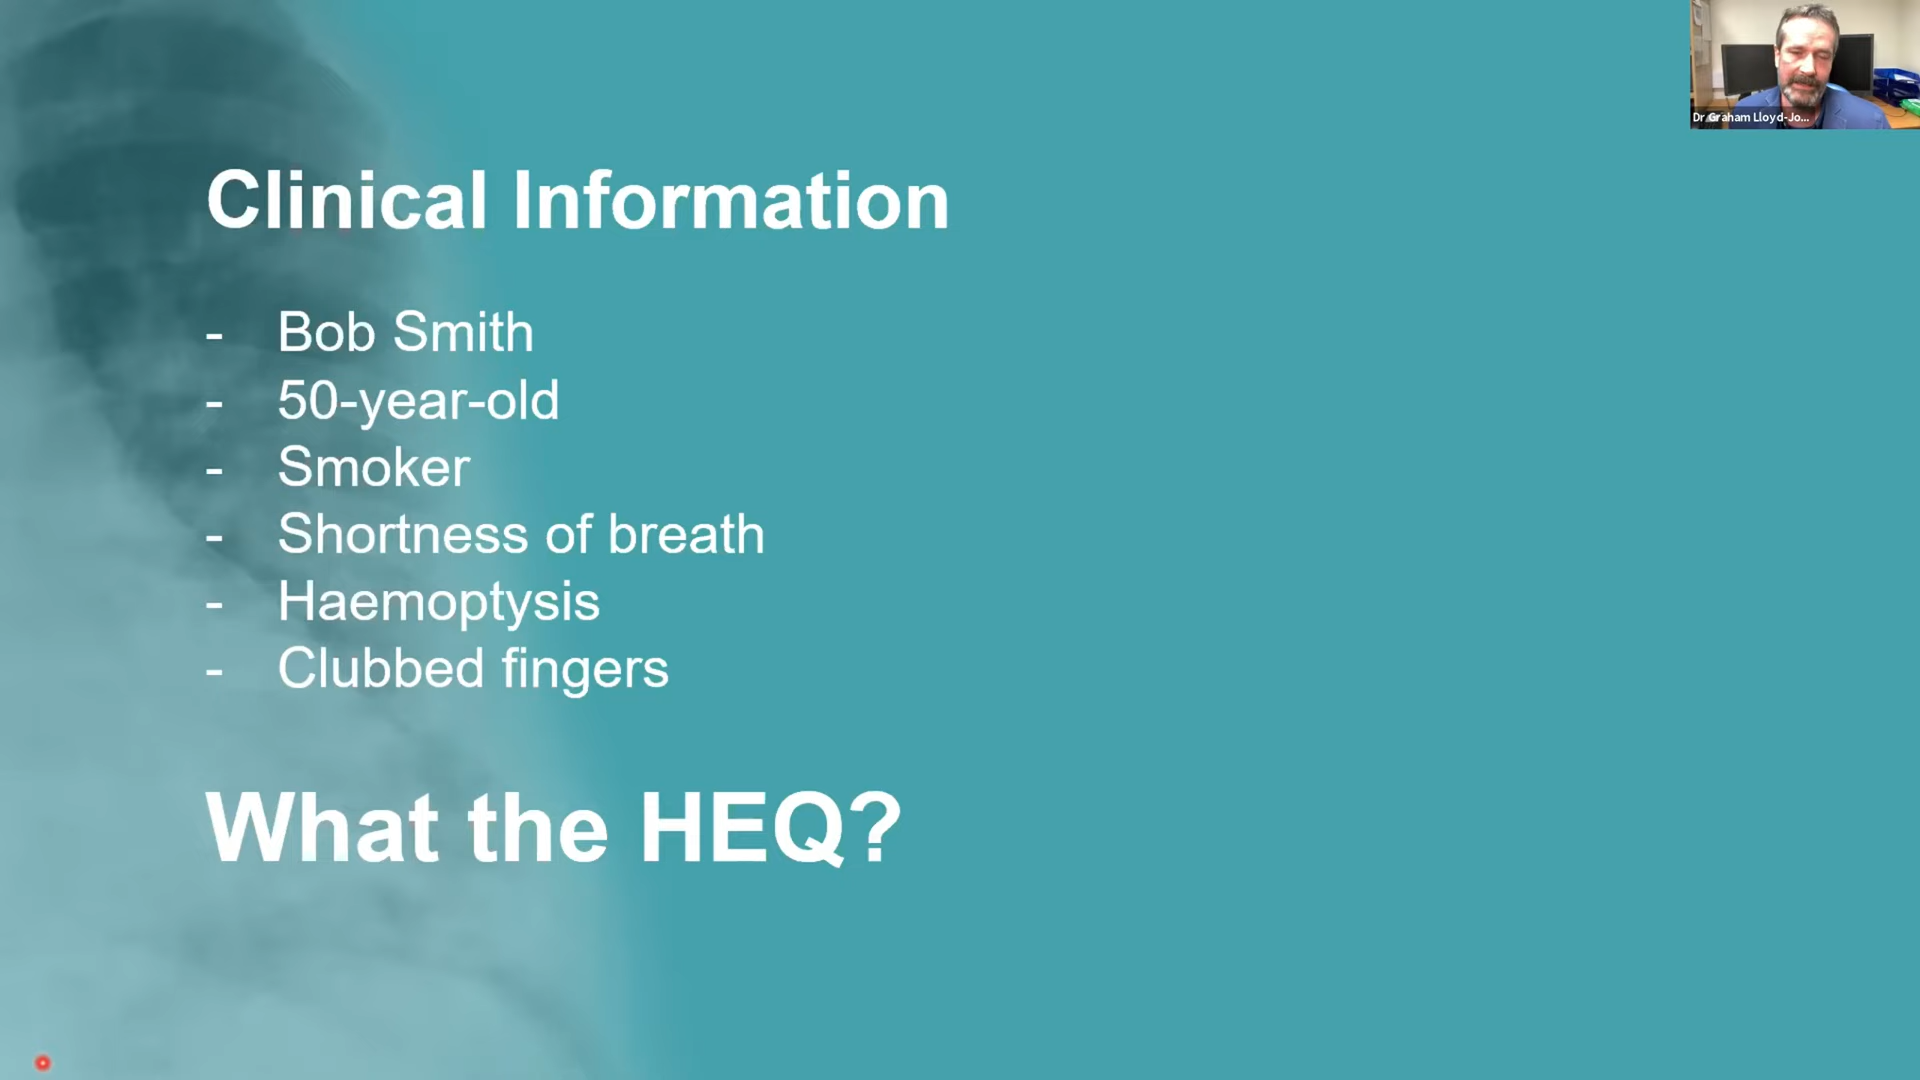 Dr Graham Lloyd-Jo...
Clinical Information
- Bob Smith
- 50-year-old
- Smoker
- Shortness of breath
- Haemoptysis
- Clubbed fingers
What the HEQ?